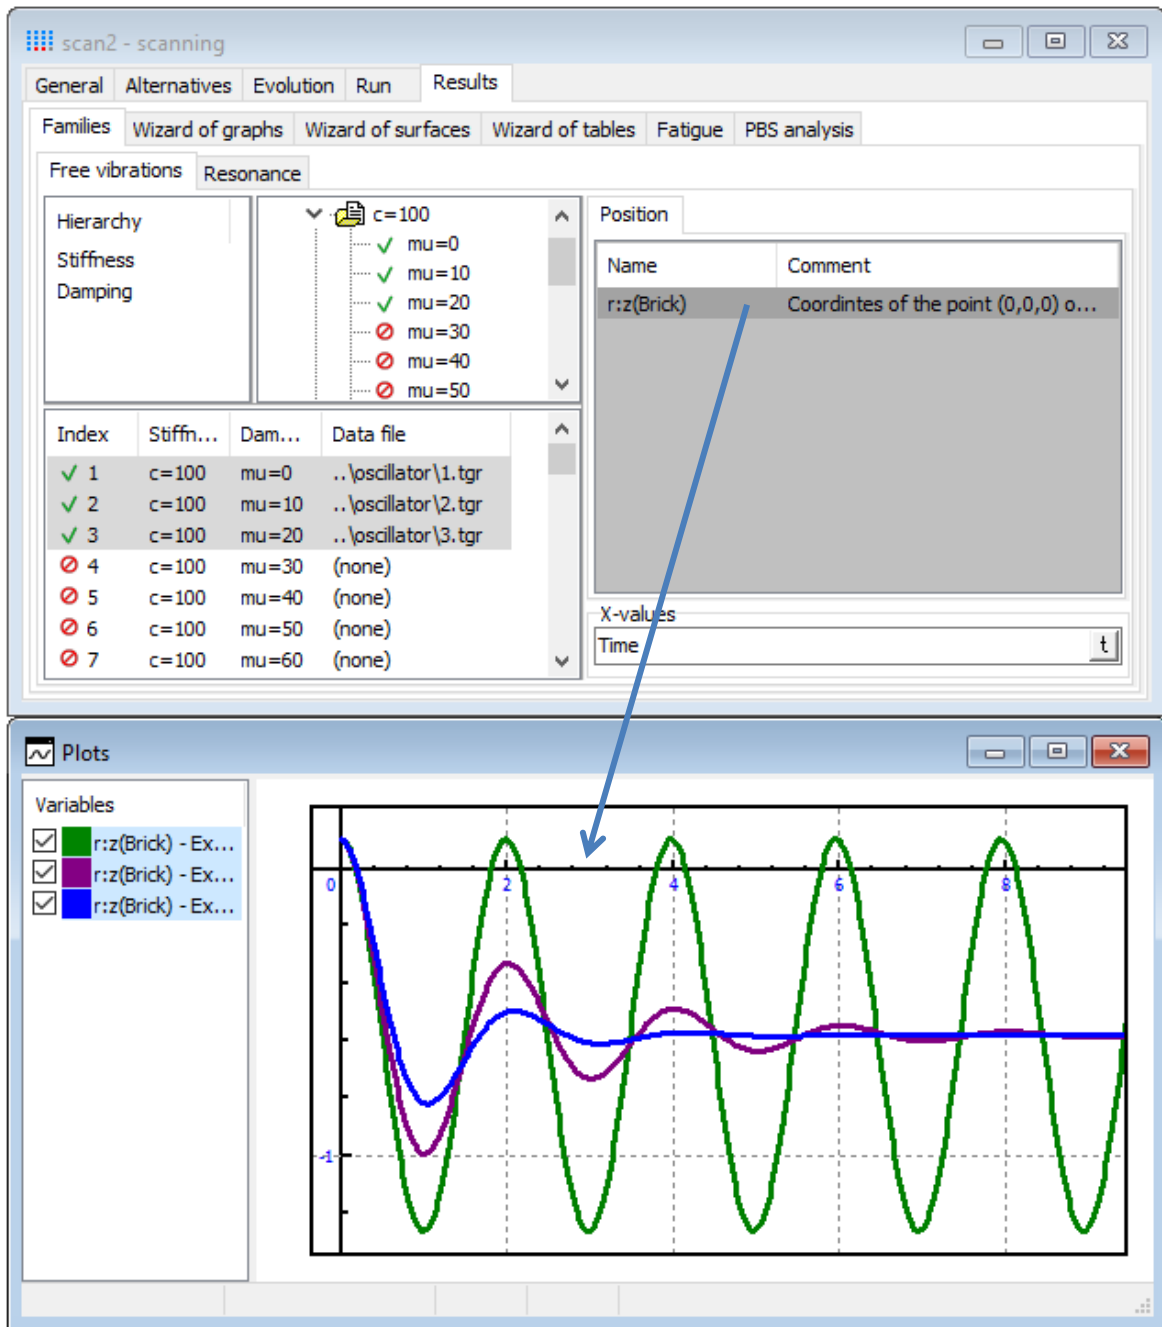 scan2 - scanning
General Alternatives Evolution Run Results
Families Wizard of graphs Wizard of surfaces Wizard of tables Fatigue PBS analysis
Free vibrations Resonance
Hierarchy
Stiffness
Damping
c=100
mu=0
mu=10
mu=20
mu=30
mu=40
mu=50
Position
Name Comment
r:z(Brick) Coordintes of the point (0,0,0) o...
Index Stiffn... Dam... Data file
1 c=100 mu=0 ..\oscillator\1.tgr
2 c=100 mu=10 ..\oscillator\2.tgr
3 c=100 mu=20 ..\oscillator\3.tgr
4 c=100 mu=30 (none)
5 c=100 mu=40 (none)
6 c=100 mu=50 (none)
7 c=100 mu=60 (none)
X-values
Time t
Plots
Variables
r:z(Brick) - Ex...
r:z(Brick) - Ex...
r:z(Brick) - Ex...
0 2 4 6 8
-1